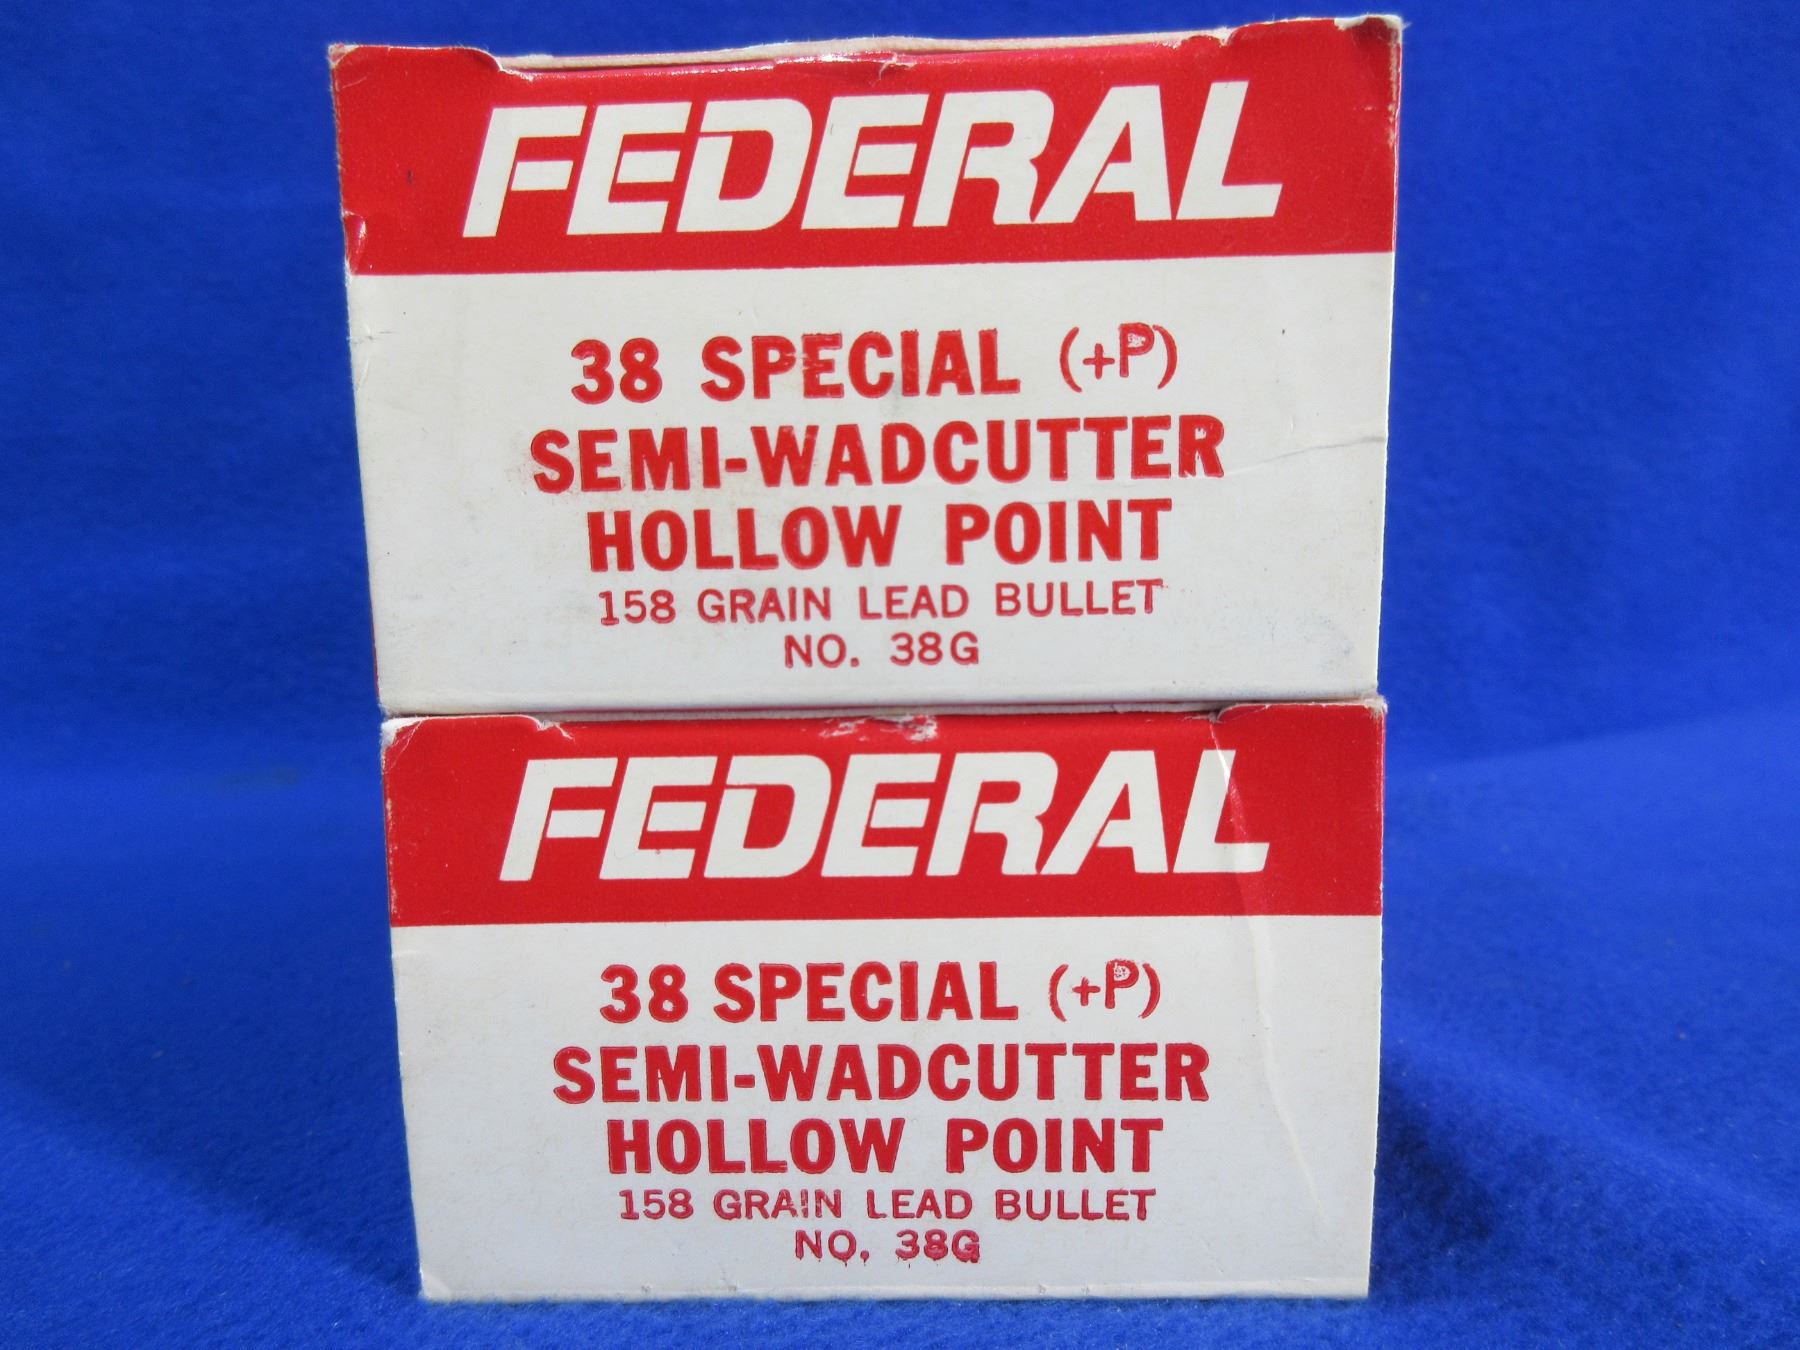 FEDERAL
38 SPECIAL (+P)
SEMI-WADCUTTER
HOLLOW POINT
158 GRAIN LEAD BULLET
NO. 38G
FEDERAL
38 SPECIAL (+P)
SEMI-WADCUTTER
HOLLOW POINT
158 GRAIN LEAD BULLET
NO. 38G